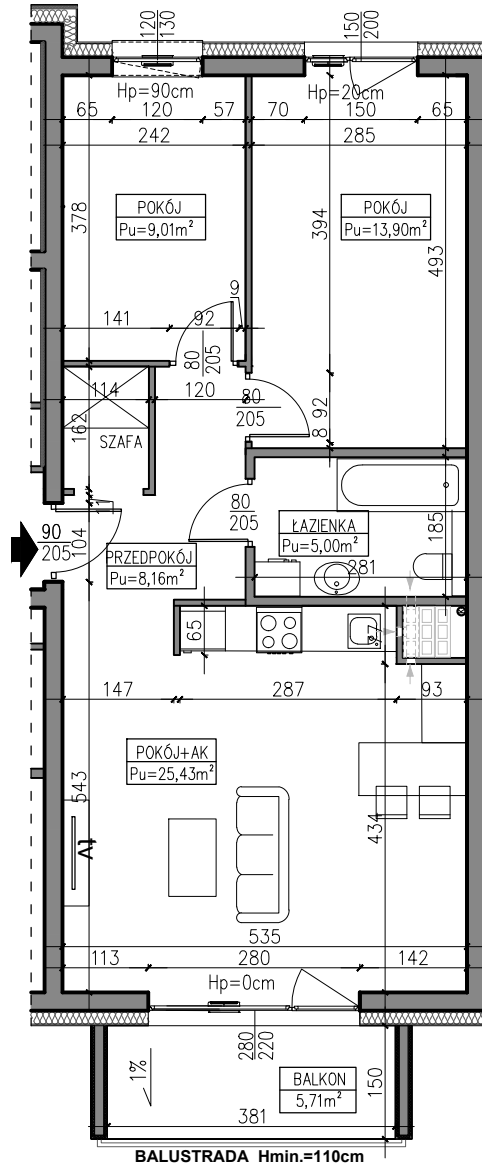 120
130
150
200
Hp=90cm
Hp=20cm
65 120 57 70 150 65
242 285
POKÓJ
Pu=9,01m²
POKÓJ
Pu=13,90m²
378
394
493
9
141 92
80
205
114 120
80
205
8 92
162
SZAFA
90
205
104
80
205
ŁAZIENKA
Pu=5,00m²
185
281
PRZEDPOKÓJ
Pu=8,16m²
65
77
147 287 93
POKÓJ+AK
Pu=25,43m²
543
tv
434
535
113 280 142
Hp=0cm
280
220
1%
BALKON
5,71m²
150
381
BALUSTRADA Hmin.=110cm